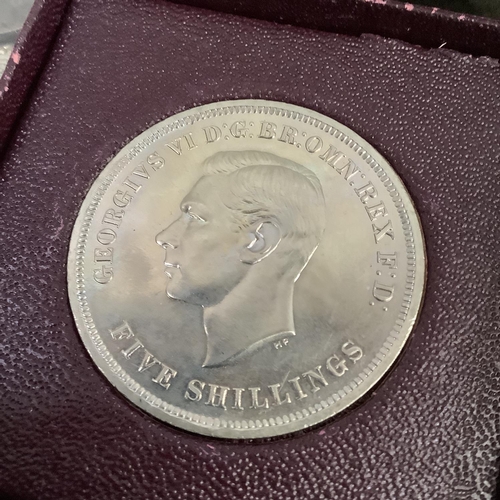 GEORGIVS VI D:G:BR:OMN:REX F:D:
HP
FIVE SHILLINGS